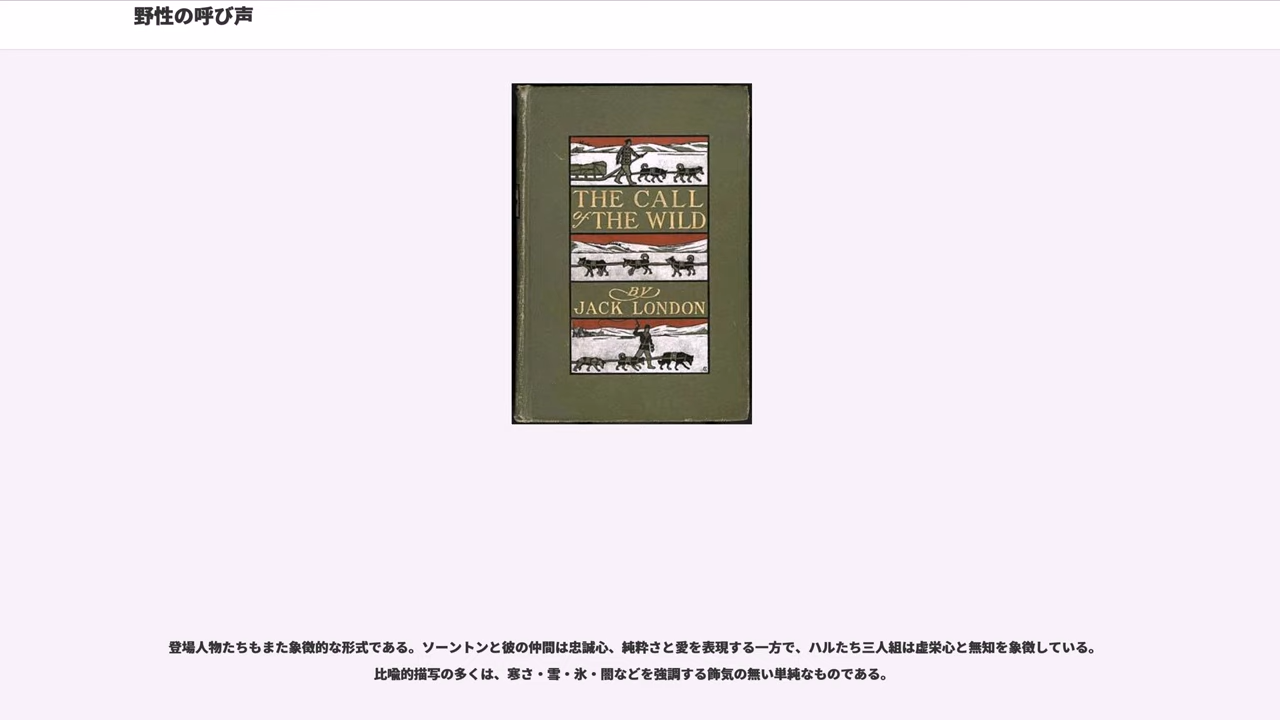 野性の呼び声
THE CALL
of THE WILD
BY
JACK LONDON
登場人物たちもまた象徴的な形式である。ソーントンと彼の仲間は忠誠心、純粋さと愛を表現する一方で、ハルたち三人組は虚栄心と無知を象徴している。
比喩的描写の多くは、寒さ・雪・氷・闇などを強調する飾気の無い単純なものである。